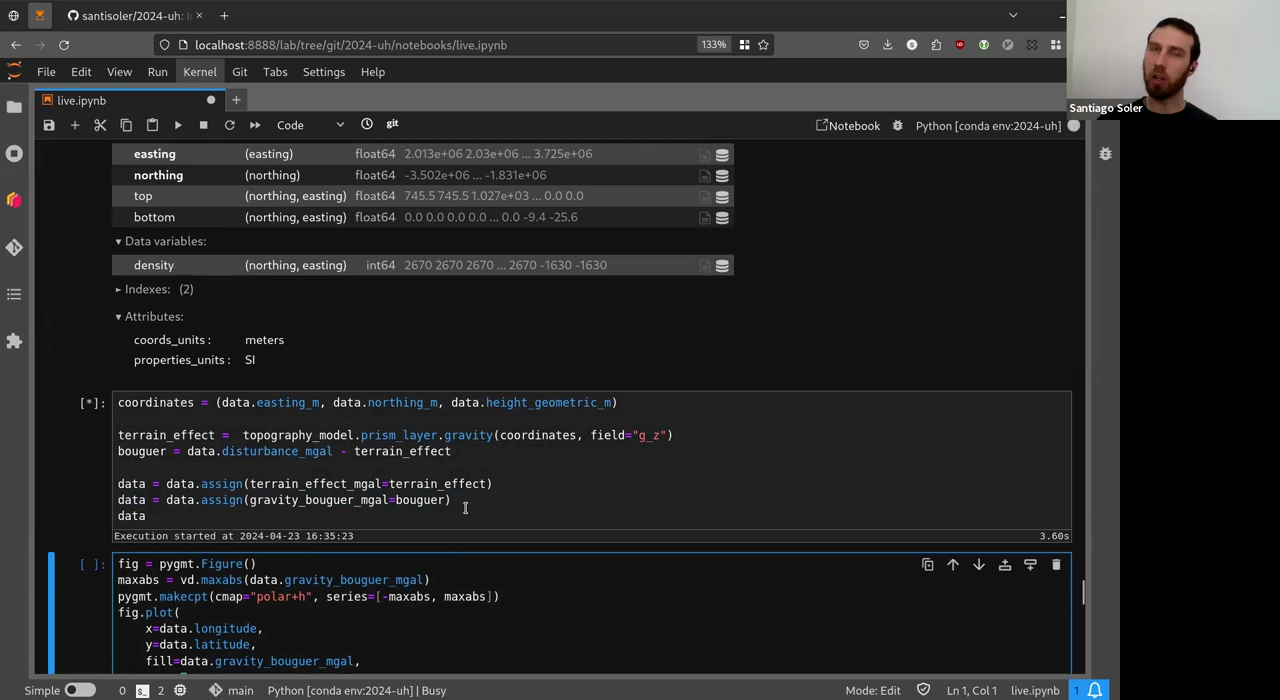 santisoler/2024-uh:
localhost:8888/lab/tree/git/2024-uh/notebooks/live.ipynb
133%
File Edit View Run Kernel Git Tabs Settings Help
Santiago Soler
live.ipynb
Code
git
Notebook
Python [conda env:2024-uh]
easting (easting) float64 2.013e+06 2.03e+06 ... 3.725e+06
northing (northing) float64 -3.502e+06 ... -1.831e+06
top (northing, easting) float64 745.5 745.5 1.027e+03 ... 0.0 0.0
bottom (northing, easting) float64 0.0 0.0 0.0 0.0 ... 0.0 -9.4 -25.6
▾ Data variables:
density (northing, easting) int64 2670 2670 2670 ... 2670 -1630 -1630
▸ Indexes: (2)
▾ Attributes:
coords_units : meters
properties_units : SI
[*]: coordinates = (data.easting_m, data.northing_m, data.height_geometric_m)
terrain_effect =  topography_model.prism_layer.gravity(coordinates, field="g_z")
bouguer = data.disturbance_mgal - terrain_effect
data = data.assign(terrain_effect_mgal=terrain_effect)
data = data.assign(gravity_bouguer_mgal=bouguer)
data
Execution started at 2024-04-23 16:35:23 3.60s
[ ]: fig = pygmt.Figure()
maxabs = vd.maxabs(data.gravity_bouguer_mgal)
pygmt.makecpt(cmap="polar+h", series=[-maxabs, maxabs])
fig.plot(
x=data.longitude,
y=data.latitude,
fill=data.gravity_bouguer_mgal,
Simple 0 2 main Python [conda env:2024-uh] | Busy Mode: Edit Ln 1, Col 1 live.ipynb 1